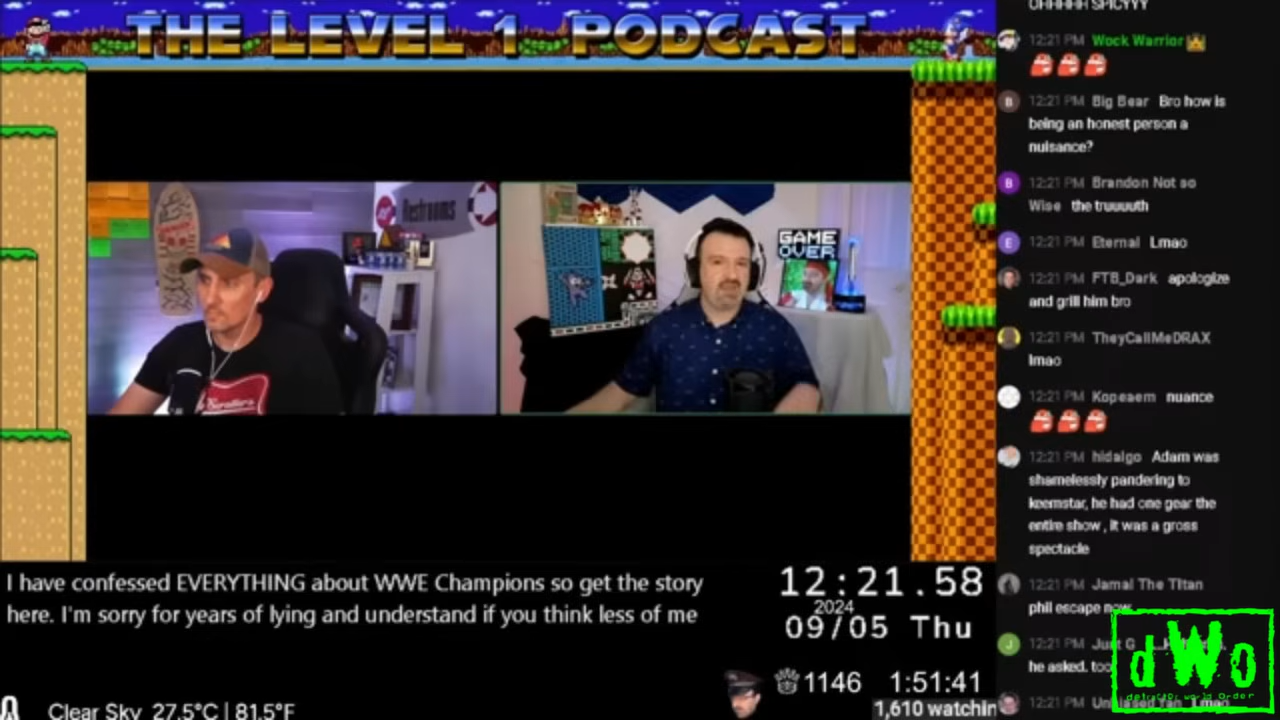 THE LEVEL 1 PODCAST
Restrooms
GAME
OVER
I have confessed EVERYTHING about WWE Champions so get the story
here. I'm sorry for years of lying and understand if you think less of me
12:21.58
2024
09/05 Thu
1146 1:51:41
1,610 watchin
Clear Sky 27.5°C | 81.5°F
OHHHHH SPICYYY
12:21 PM Wock Warrior
12:21 PM Big Bear Bro how is
being an honest person a
nuisance?
12:21 PM Brandon Not so
Wise the truuuuth
12:21 PM Eternal Lmao
12:21 PM FTB_Dark apologize
and grill him bro
12:21 PM TheyCallMeDRAX
lmao
12:21 PM Kopeaem nuance
12:21 PM hidalgo Adam was
shamelessly pandering to
keemstar, he had one gear the
entire show , it was a gross
spectacle
12:21 PM Jamal The Titan
phil escape now
12:21 PM Just G
he asked. too
12:21 PM
dWo
detractor world order